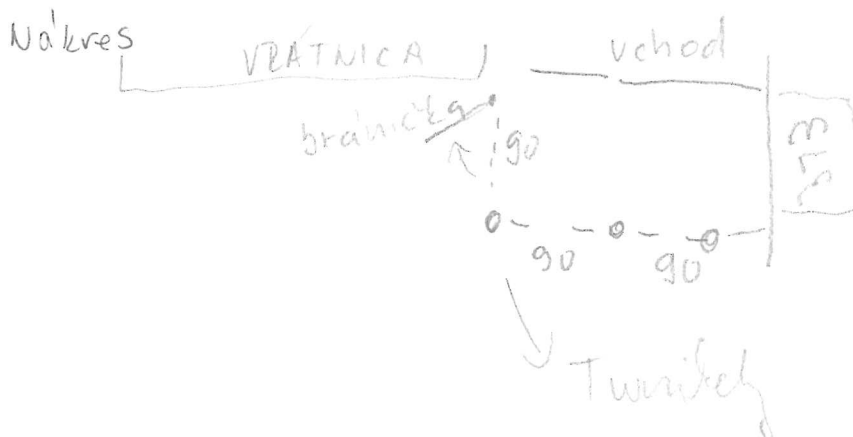 Nákres
VRÁTNICA
vchod
bránička
90
90
90
Turnikety